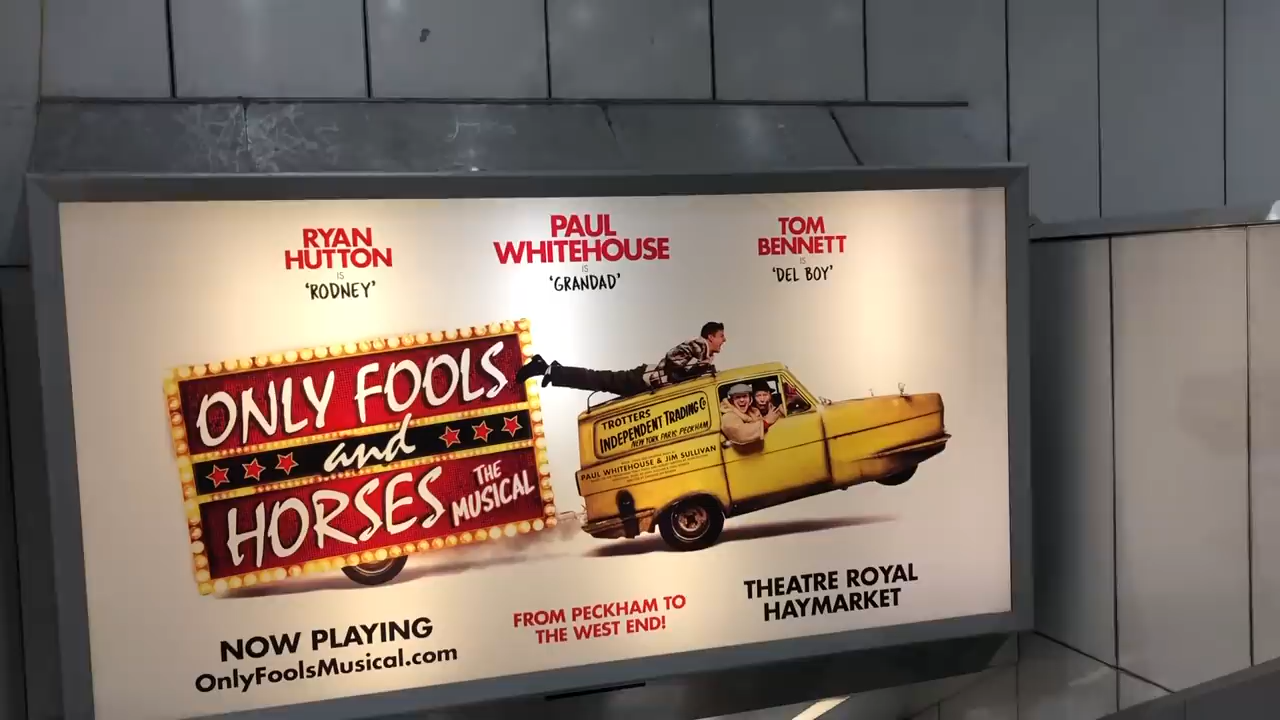 RYAN
HUTTON
IS
'RODNEY'
PAUL
WHITEHOUSE
IS
'GRANDAD'
TOM
BENNETT
IS
'DEL BOY'
ONLY FOOLS
and
HORSES
THE
MUSICAL
TROTTERS
INDEPENDENT TRADING Co
NEW YORK PARIS PECKHAM
PAUL WHITEHOUSE & JIM SULLIVAN
NOW PLAYING
OnlyFoolsMusical.com
FROM PECKHAM TO
THE WEST END!
THEATRE ROYAL
HAYMARKET